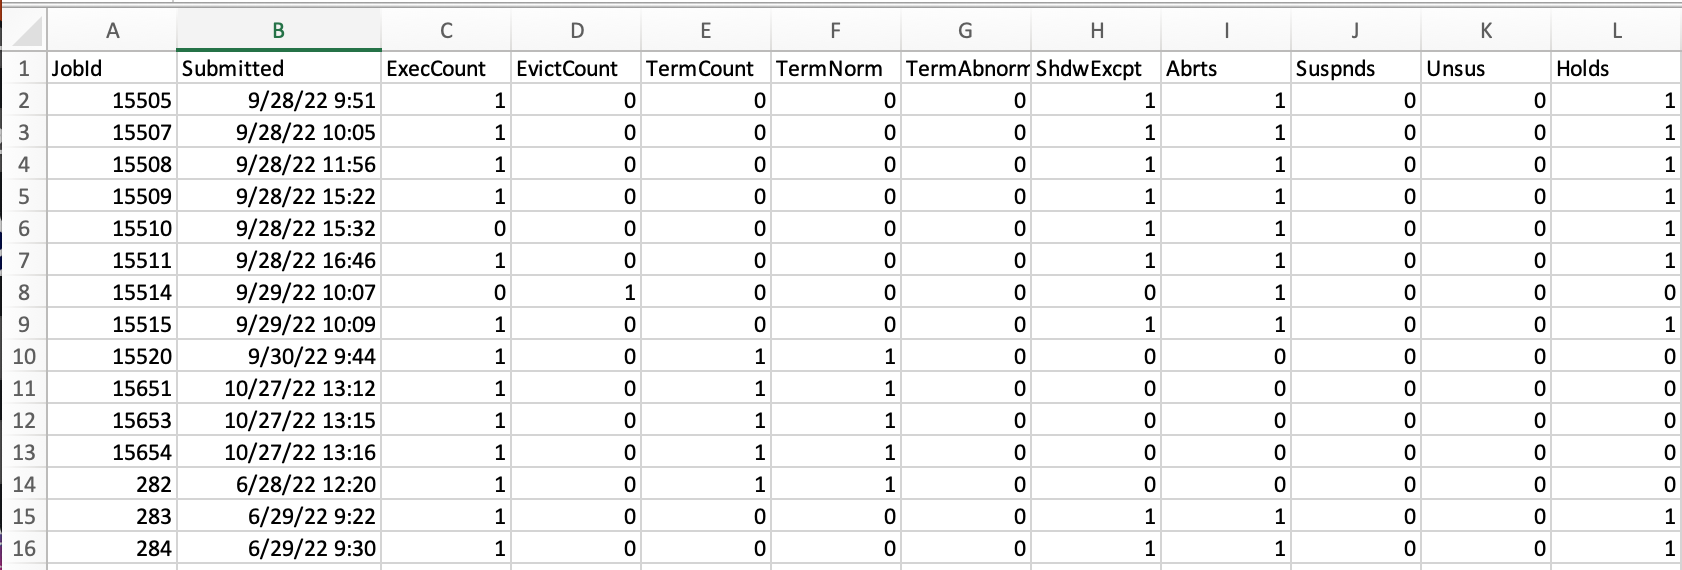 A B C D E F G H I J K L
1 JobId Submitted ExecCount EvictCount TermCount TermNorm TermAbnorm ShdwExcpt Abrts Suspnds Unsus Holds
2 15505 9/28/22 9:51 1 0 0 0 0 1 1 0 0 1
3 15507 9/28/22 10:05 1 0 0 0 0 1 1 0 0 1
4 15508 9/28/22 11:56 1 0 0 0 0 1 1 0 0 1
5 15509 9/28/22 15:22 1 0 0 0 0 1 1 0 0 1
6 15510 9/28/22 15:32 0 0 0 0 0 1 1 0 0 1
7 15511 9/28/22 16:46 1 0 0 0 0 1 1 0 0 1
8 15514 9/29/22 10:07 0 1 0 0 0 0 1 0 0 0
9 15515 9/29/22 10:09 1 0 0 0 0 1 1 0 0 1
10 15520 9/30/22 9:44 1 0 1 1 0 0 0 0 0 0
11 15651 10/27/22 13:12 1 0 1 1 0 0 0 0 0 0
12 15653 10/27/22 13:15 1 0 1 1 0 0 0 0 0 0
13 15654 10/27/22 13:16 1 0 1 1 0 0 0 0 0 0
14 282 6/28/22 12:20 1 0 1 1 0 0 0 0 0 0
15 283 6/29/22 9:22 1 0 0 0 0 1 1 0 0 1
16 284 6/29/22 9:30 1 0 0 0 0 1 1 0 0 1